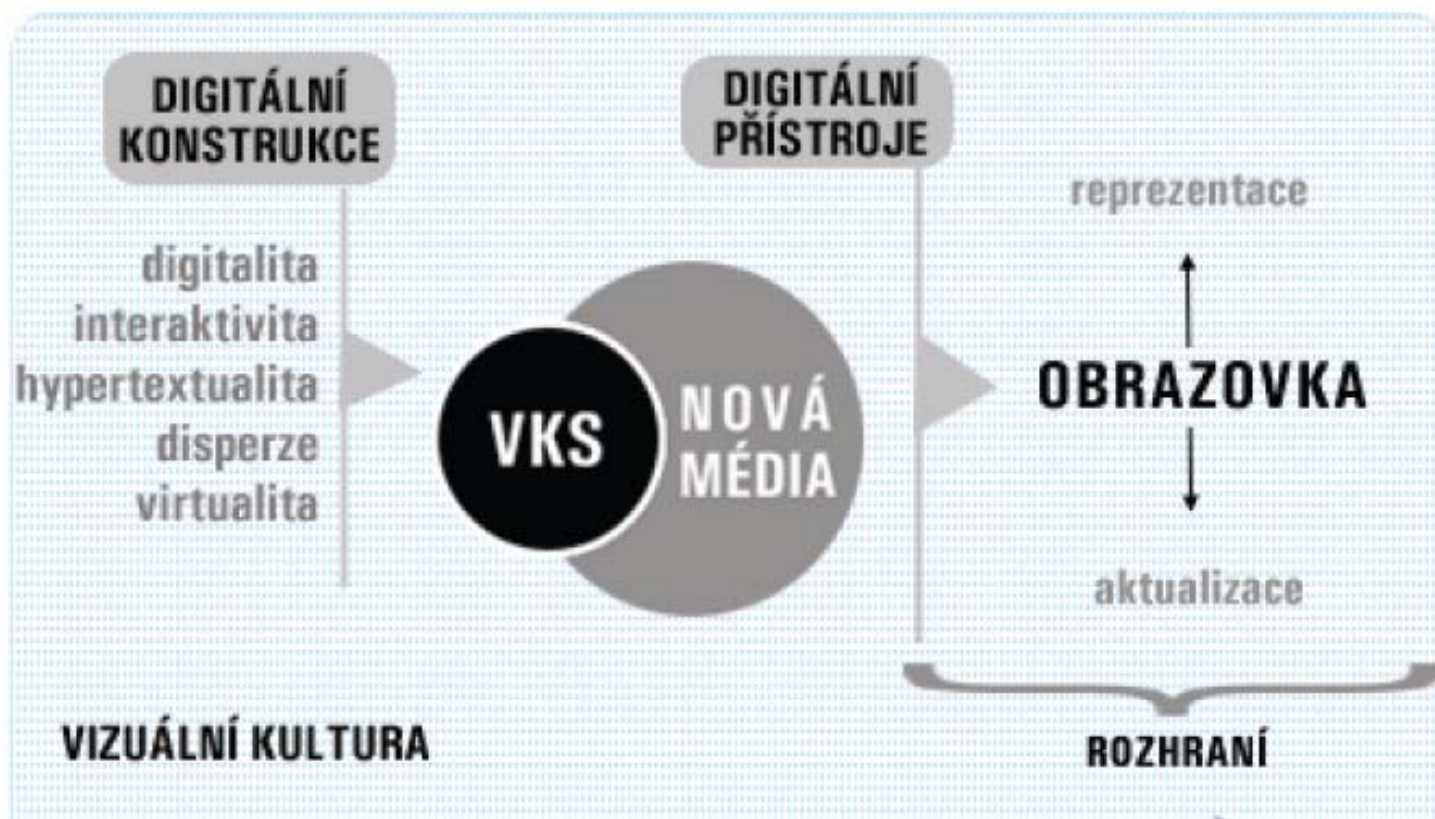 DIGITÁLNÍ
KONSTRUKCE
digitalita
interaktivita
hypertextualita
disperze
virtualita
VKS
NOVÁ
MÉDIA
DIGITÁLNÍ
PŘÍSTROJE
reprezentace
OBRAZOVKA
aktualizace
VIZUÁLNÍ KULTURA
ROZHRANÍ